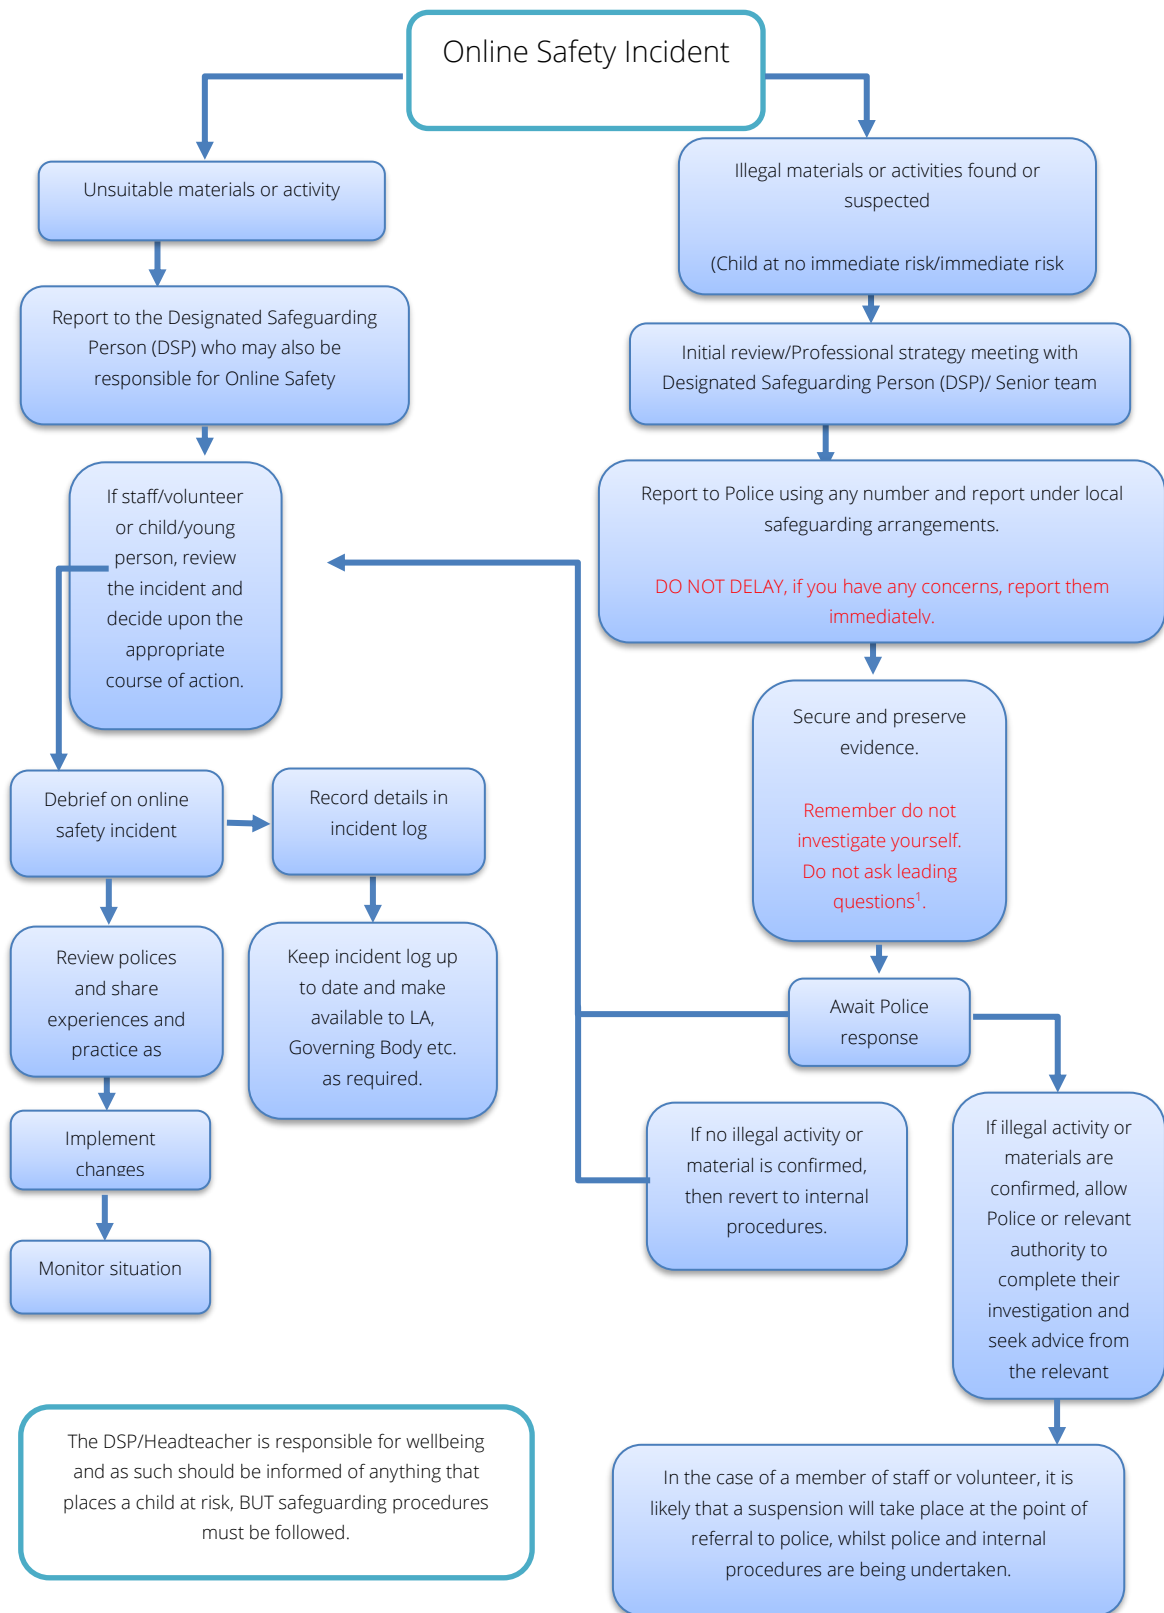 Online Safety Incident
Unsuitable materials or activity
Report to the Designated Safeguarding
Person (DSP) who may also be
responsible for Online Safety
If staff/volunteer
or child/young
person, review
the incident and
decide upon the
appropriate
course of action.
Debrief on online
safety incident
Record details in
incident log
Review polices
and share
experiences and
practice as
Keep incident log up
to date and make
available to LA,
Governing Body etc.
as required.
Implement
changes
Monitor situation
Illegal materials or activities found or
suspected
(Child at no immediate risk/immediate risk
Initial review/Professional strategy meeting with
Designated Safeguarding Person (DSP)/ Senior team
Report to Police using any number and report under local
safeguarding arrangements.
DO NOT DELAY, if you have any concerns, report them
immediately.
Secure and preserve
evidence.
Remember do not
investigate yourself.
Do not ask leading
questions¹.
Await Police
response
If no illegal activity or
material is confirmed,
then revert to internal
procedures.
If illegal activity or
materials are
confirmed, allow
Police or relevant
authority to
complete their
investigation and
seek advice from
the relevant
In the case of a member of staff or volunteer, it is
likely that a suspension will take place at the point of
referral to police, whilst police and internal
procedures are being undertaken.
The DSP/Headteacher is responsible for wellbeing
and as such should be informed of anything that
places a child at risk, BUT safeguarding procedures
must be followed.